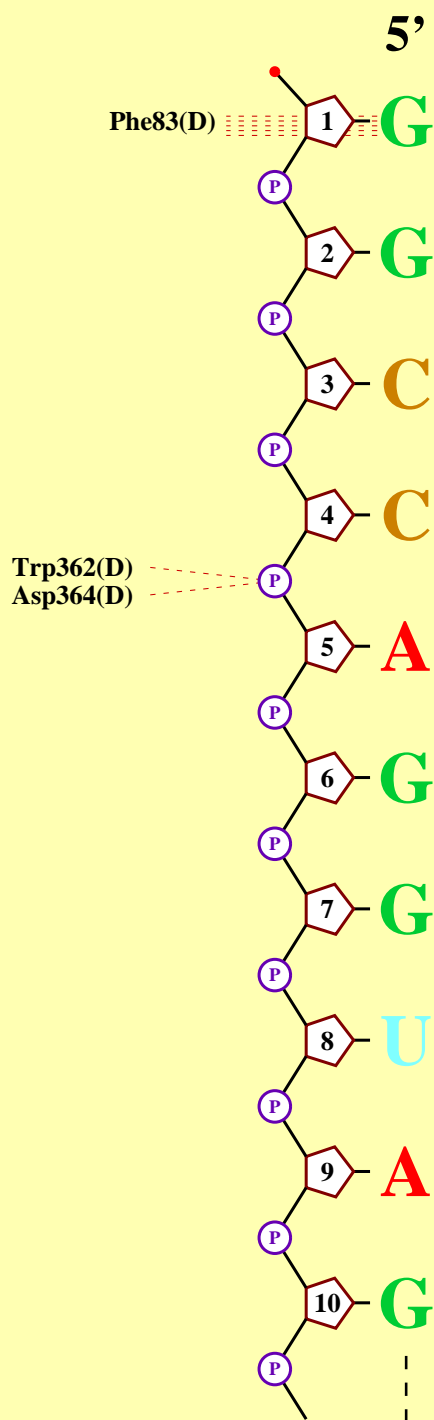 5’
Phe83(D) 1 G
P
2 G
P
3 C
P
4 C
Trp362(D) P
Asp364(D)
5 A
P
6 G
P
7 G
P
8 U
P
9 A
P
10 G
P